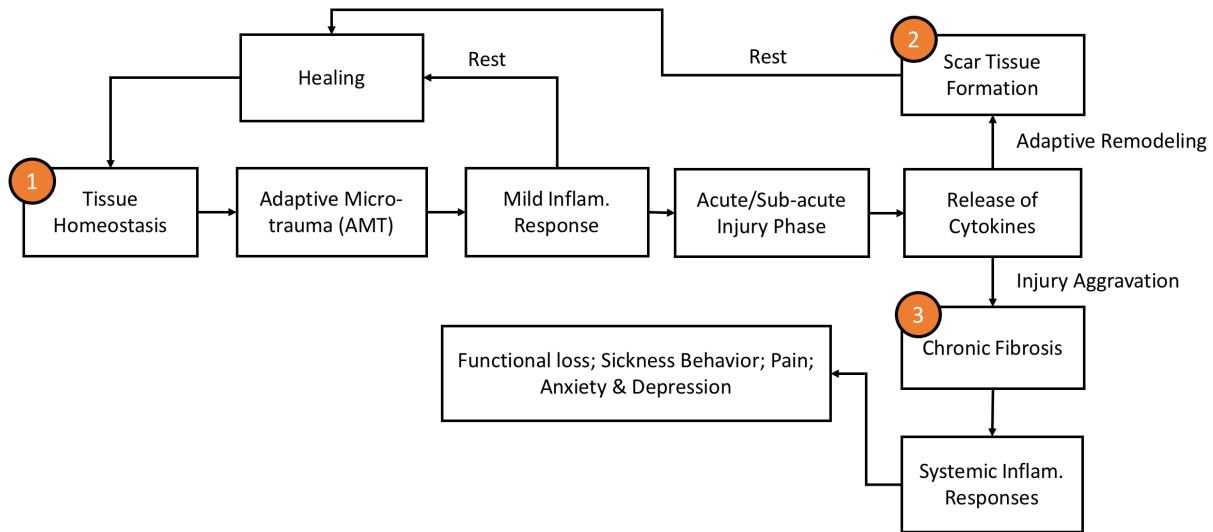 2
Rest
Rest
Scar Tissue
Formation
Healing
Adaptive Remodeling
1
Tissue
Homeostasis
Adaptive Micro-
trauma (AMT)
Mild Inflam.
Response
Acute/Sub-acute
Injury Phase
Release of
Cytokines
Injury Aggravation
3
Chronic Fibrosis
Functional loss; Sickness Behavior; Pain;
Anxiety & Depression
Systemic Inflam.
Responses